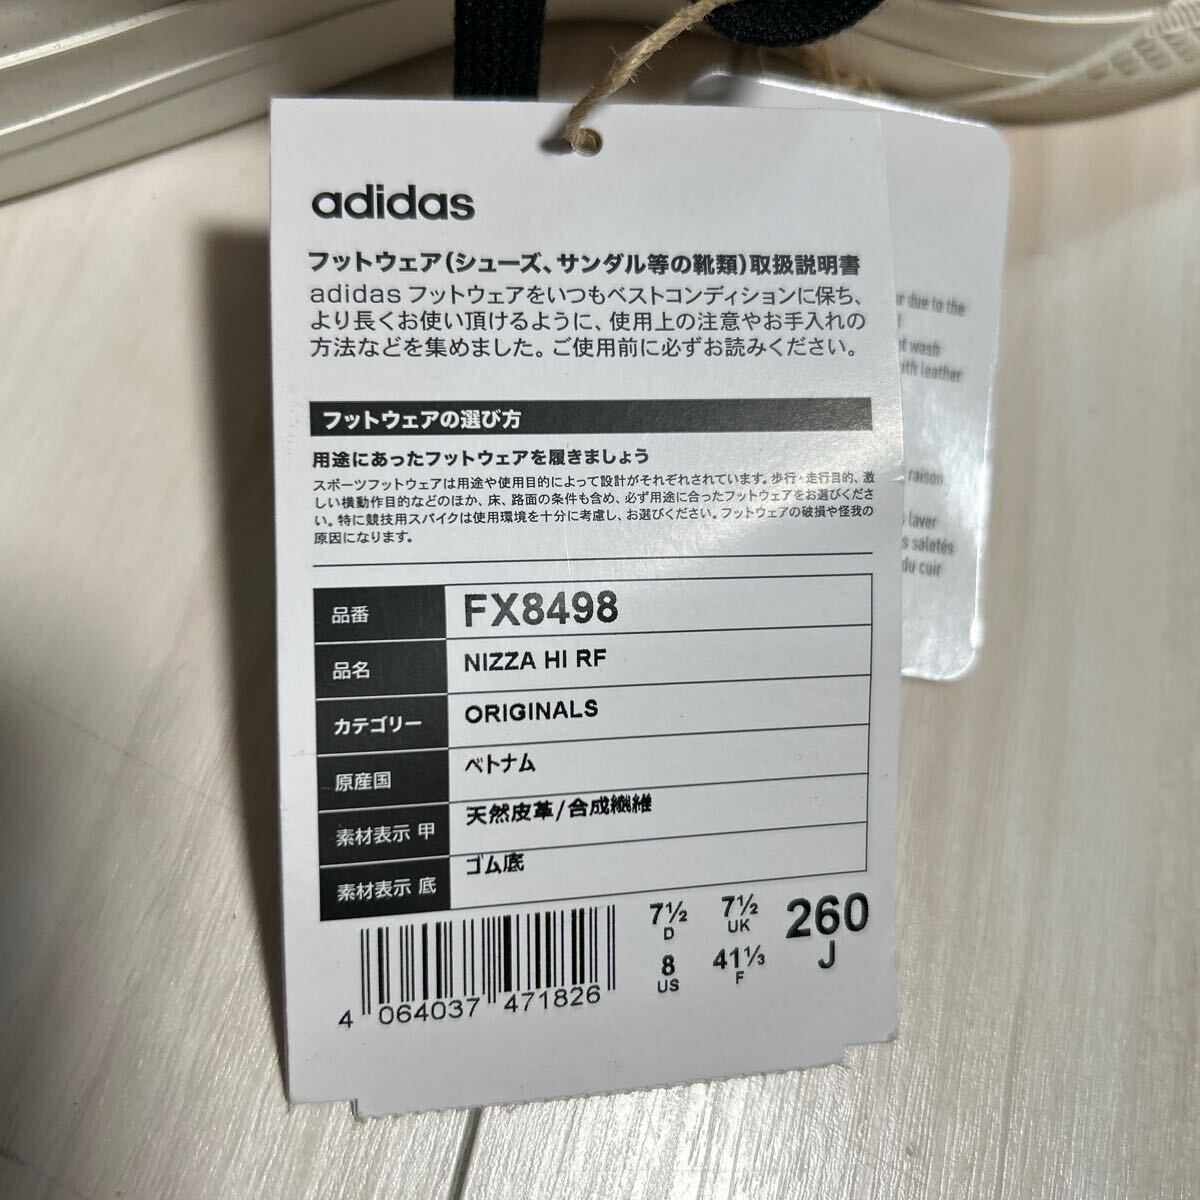 adidas
フットウェア(シューズ、サンダル等の靴類)取扱説明書
adidas フットウェアをいつもベストコンディションに保ち、
より長くお使い頂けるように、使用上の注意やお手入れの
方法などを集めました。ご使用前に必ずお読みください。
フットウェアの選び方
用途にあったフットウェアを履きましょう
スポーツフットウェアは用途や使用目的によって設計がそれぞれされています。歩行・走行目的、激
しい横動作目的などのほか、床、路面の条件も含め、必ず用途に合ったフットウェアをお選びくださ
い。特に競技用スパイクは使用環境を十分に考慮し、お選びください。フットウェアの破損や怪我の
原因になります。
品番 FX8498
品名 NIZZA HI RF
カテゴリー ORIGINALS
原産国 ベトナム
素材表示 甲 天然皮革/合成繊維
素材表示 底 ゴム底
4 064037 471826
7½ D
7½ UK
260 J
8 US
41⅓ F
due to the
wash
leather
raison
laver
saletés
du cuir